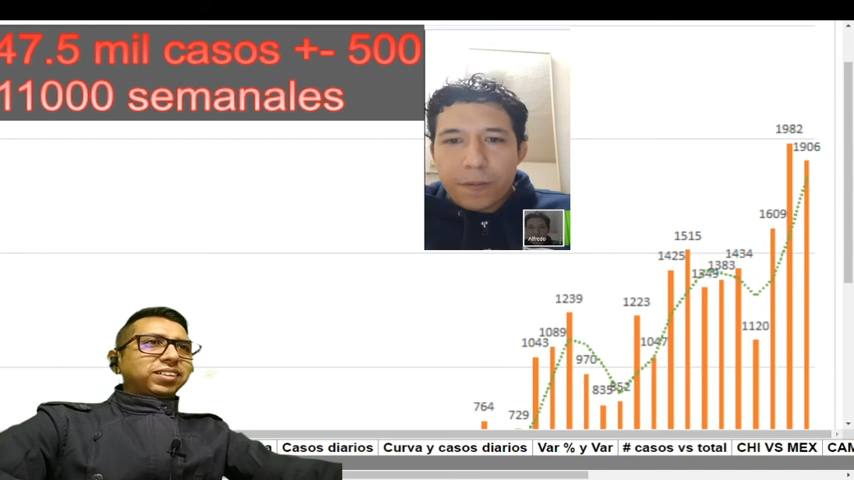 47.5 mil casos +- 500
11000 semanales
Alfredo
1982
1906
1609
1515
1425
1434
1383
1349
1239
1223
1120
1089
1043
1047
970
835
852
764
729
a
Casos diarios
Curva y casos diarios
Var % y Var
# casos vs total
CHI VS MEX
CAM